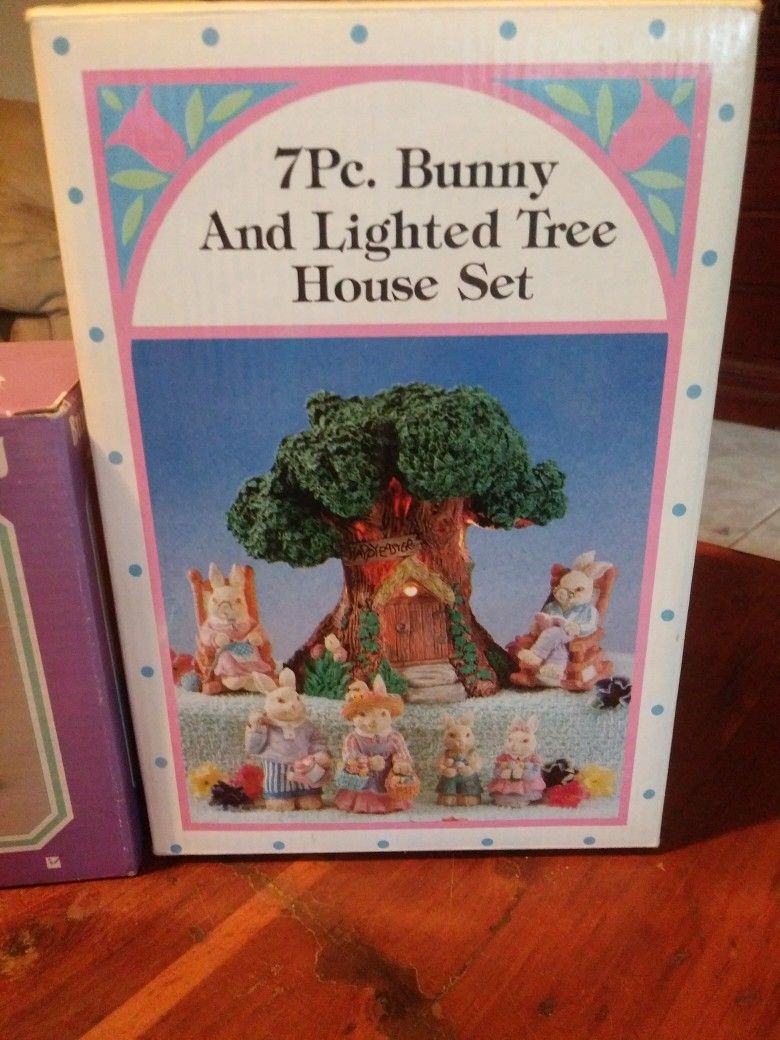 7Pc. Bunny
And Lighted Tree
House Set